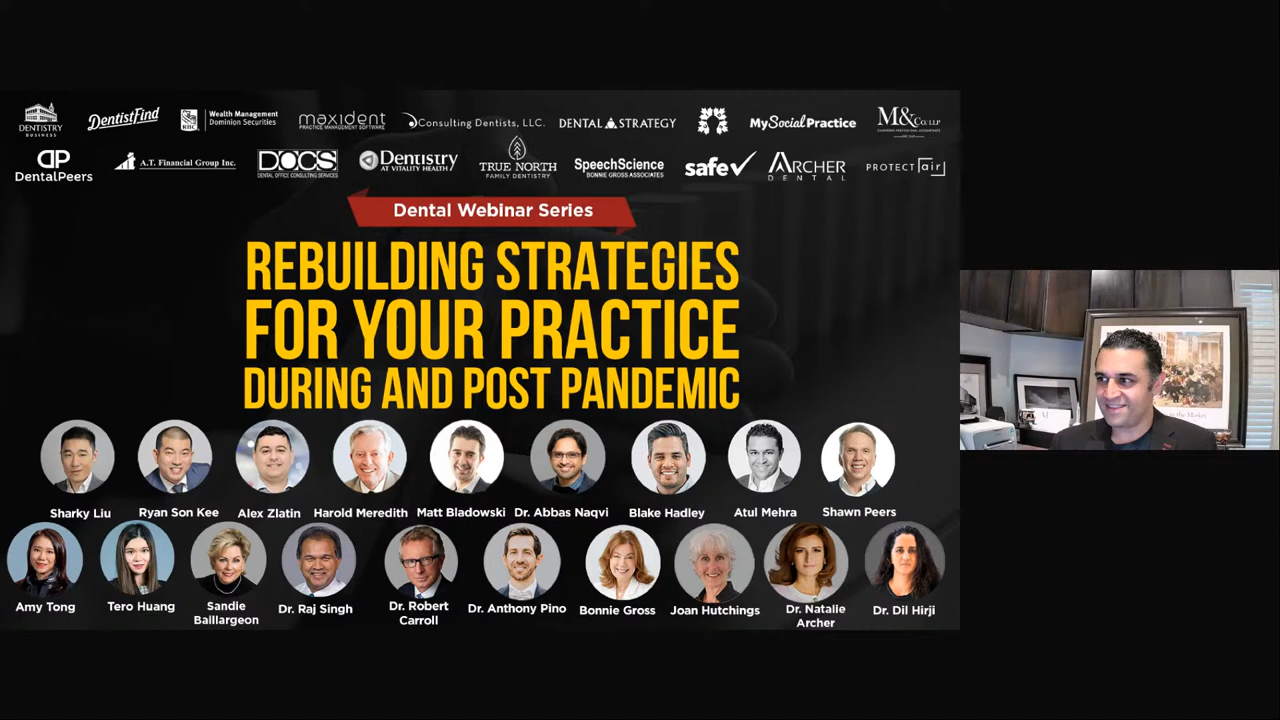 DENTISTRY
BUSINESS
DentistFind
RBC
Wealth Management
Dominion Securities
maxident
PRACTICE MANAGEMENT SOFTWARE
Consulting Dentists, LLC.
DENTAL STRATEGY
MySocialPractice
M&Co. LLP
CHARTERED PROFESSIONAL ACCOUNTANTS
DP
DentalPeers
A.T. Financial Group Inc.
DOCS
DENTAL OFFICE CONSULTING SERVICES
Dentistry
AT VITALITY HEALTH
TRUE NORTH
FAMILY DENTISTRY
SpeechScience
BONNIE GROSS ASSOCIATES
safe
ARCHER
DENTAL
PROTECT air
Dental Webinar Series
REBUILDING STRATEGIES
FOR YOUR PRACTICE
DURING AND POST PANDEMIC
Sharky Liu
Ryan Son Kee
Alex Zlatin
Harold Meredith
Matt Bladowski
Dr. Abbas Naqvi
Blake Hadley
Atul Mehra
Shawn Peers
Amy Tong
Tero Huang
Sandie
Baillargeon
Dr. Raj Singh
Dr. Robert
Carroll
Dr. Anthony Pino
Bonnie Gross
Joan Hutchings
Dr. Natalie
Archer
Dr. Dil Hirji